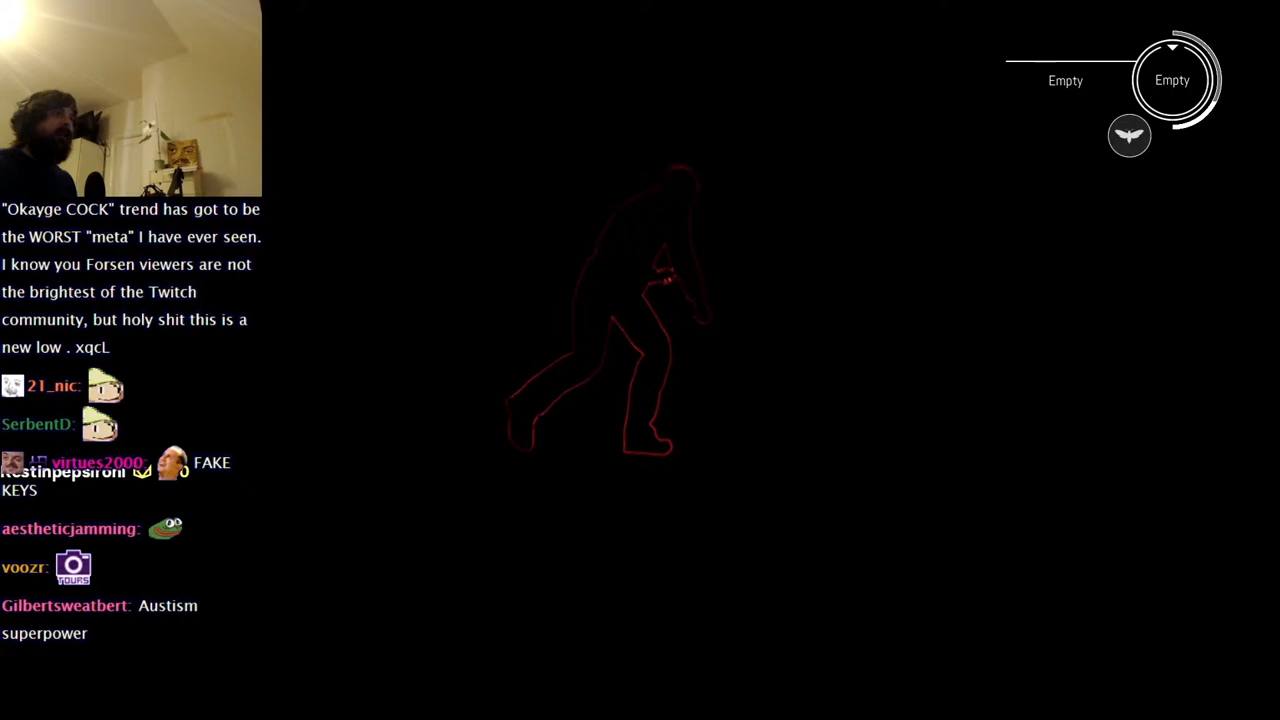 Empty
Empty
"Okayge COCK" trend has got to be
the WORST "meta" I have ever seen.
I know you Forsen viewers are not
the brightest of the Twitch
community, but holy shit this is a
new low . xqcL
21_nic:
SerbentD:
virtues2000: FAKE
Restinpepsironi
KEYS
aestheticjamming:
voozr:
YOURS
Gilbertsweatbert: Austism
superpower